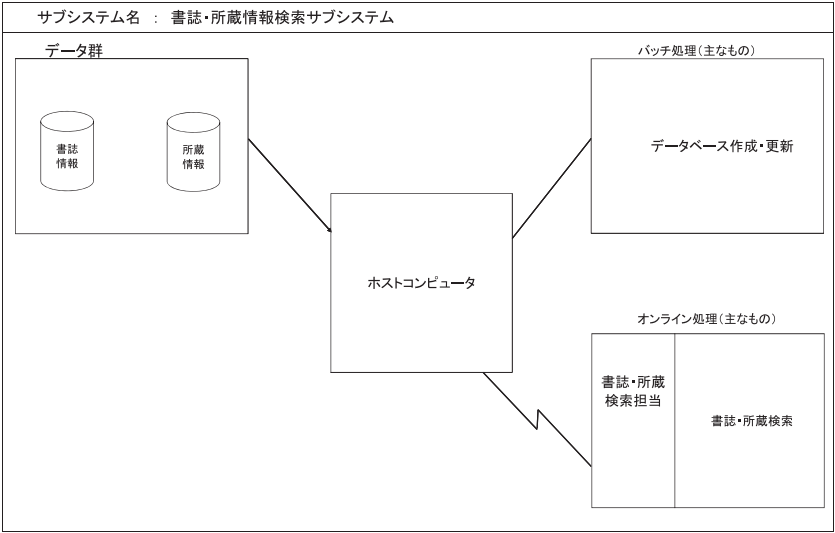 サブシステム名 : 書誌・所蔵情報検索サブシステム
データ群
書誌
情報
所蔵
情報
ホストコンピュータ
バッチ処理(主なもの)
データベース作成・更新
オンライン処理(主なもの)
書誌・所蔵
検索担当
書誌・所蔵検索